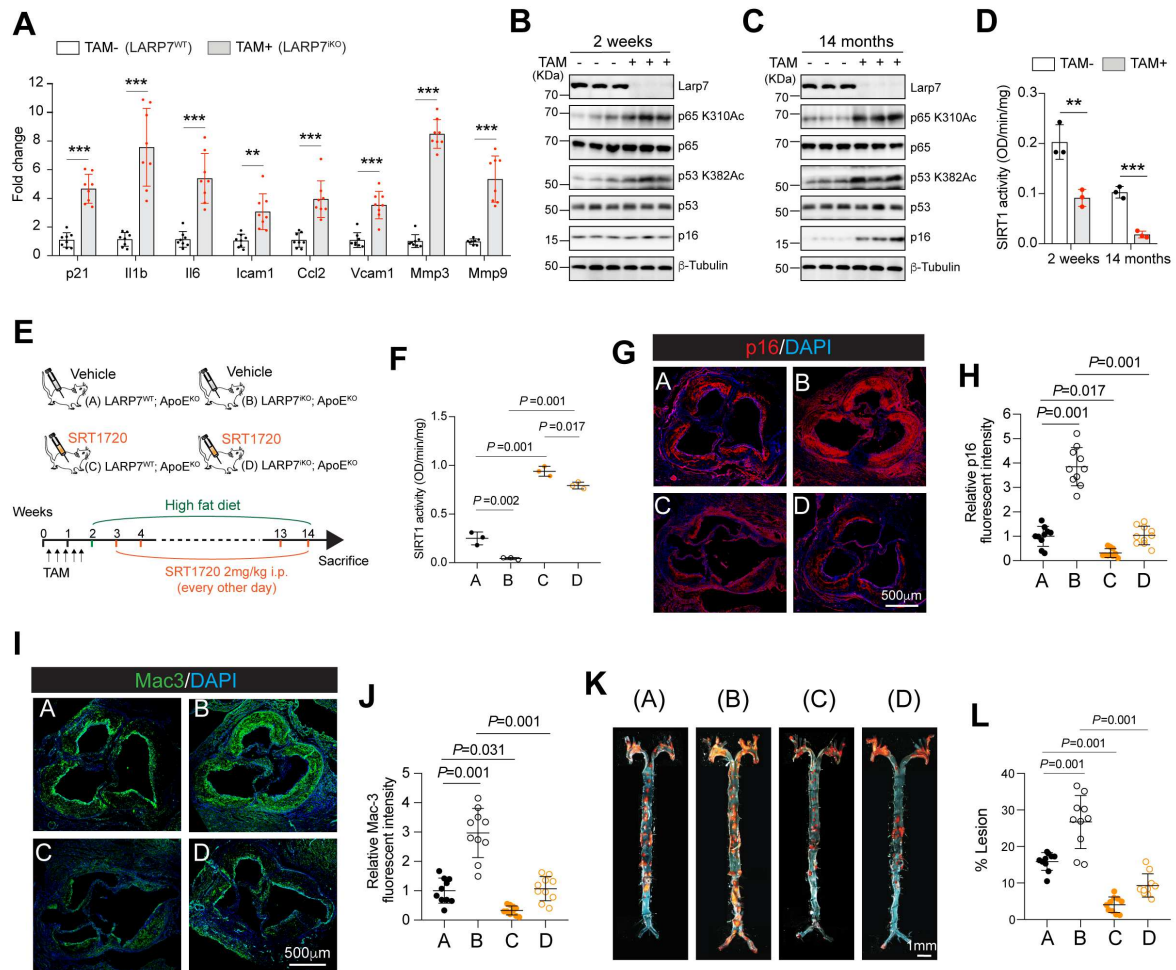 A
TAM- (LARP7WT) TAM+ (LARP7iKO)
Fold change
12
10
8
6
4
2
0
*** *** *** ** *** *** *** ***
p21 Il1b Il6 Icam1 Ccl2 Vcam1 Mmp3 Mmp9
B
2 weeks
TAM - - - + + +
(KDa)
70 Larp7
70 p65 K310Ac
70 p65
50 p53 K382Ac
50 p53
15 p16
50 β-Tubulin
C
14 months
TAM - - - + + +
(KDa)
70 Larp7
70 p65 K310Ac
70 p65
50 p53 K382Ac
50 p53
15 p16
50 β-Tubulin
D
TAM- TAM+
SIRT1 activity (OD/min/mg)
0.3
0.2
0.1
0.0
**
***
2 weeks 14 months
E
Vehicle Vehicle
(A) LARP7WT; ApoEKO (B) LARP7iKO; ApoEKO
SRT1720 SRT1720
(C) LARP7WT; ApoEKO (D) LARP7iKO; ApoEKO
Weeks
High fat diet
0 1 2 3 4 13 14
TAM
SRT1720 2mg/kg i.p.
(every other day)
Sacrifice
F
SIRT1 activity (OD/min/mg)
1.5
1.0
0.5
0.0
P=0.001
P=0.017
P=0.001
P=0.002
A B C D
G
p16/DAPI
A B
C D
500μm
H
Relative p16
fluorescent intensity
6
5
4
3
2
1
0
P=0.001
P=0.017
P=0.001
A B C D
I
Mac3/DAPI
A B
C D
500μm
J
Relative Mac-3
fluorescent intensity
5
4
3
2
1
0
P=0.001
P=0.031
P=0.001
A B C D
K
(A) (B) (C) (D)
1mm
L
% Lesion
40
30
20
10
0
P=0.001
P=0.001
P=0.001
A B C D